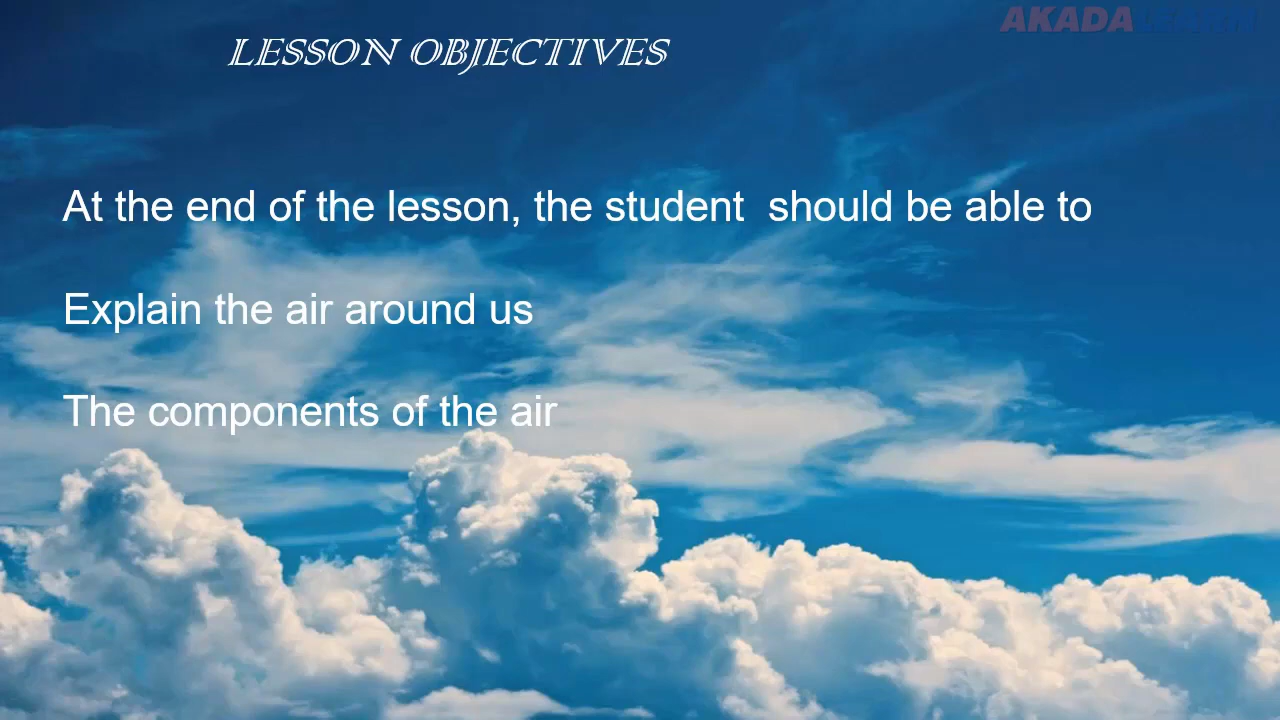 AKADALEARN
LESSON OBJECTIVES
At the end of the lesson, the student  should be able to
Explain the air around us
The components of the air